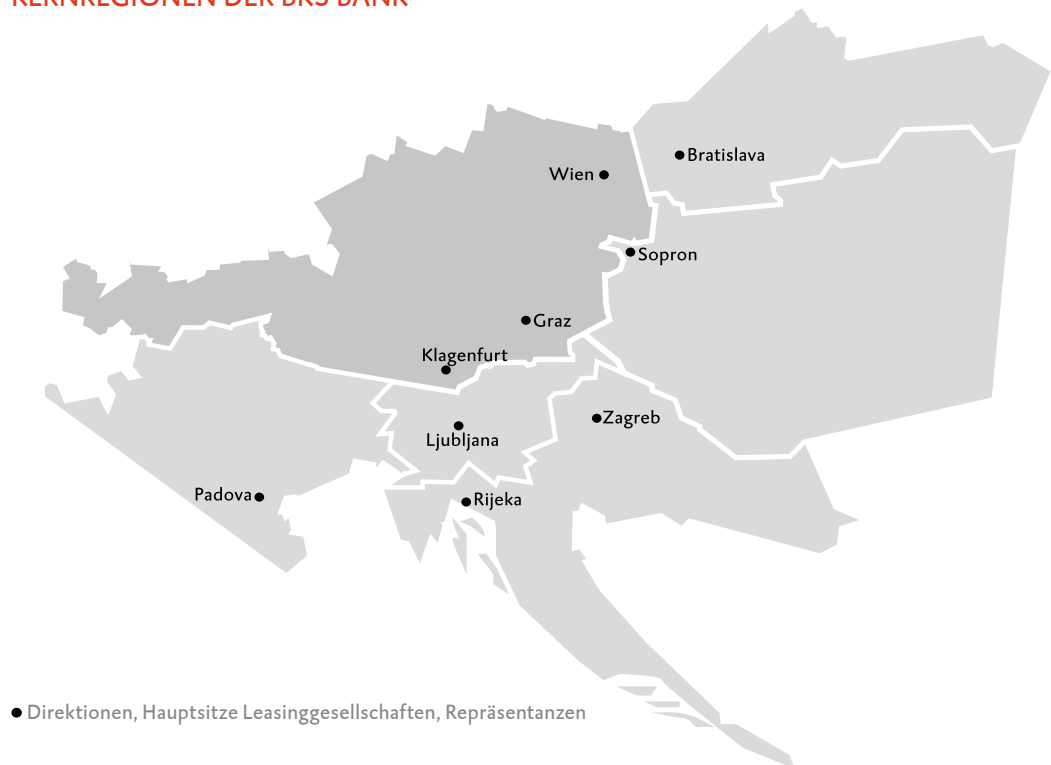 KERNREGIONEN DER BKS BANK
Bratislava
Wien
Sopron
Graz
Klagenfurt
Zagreb
Ljubljana
Padova
Rijeka
Direktionen, Hauptsitze Leasinggesellschaften, Repräsentanzen